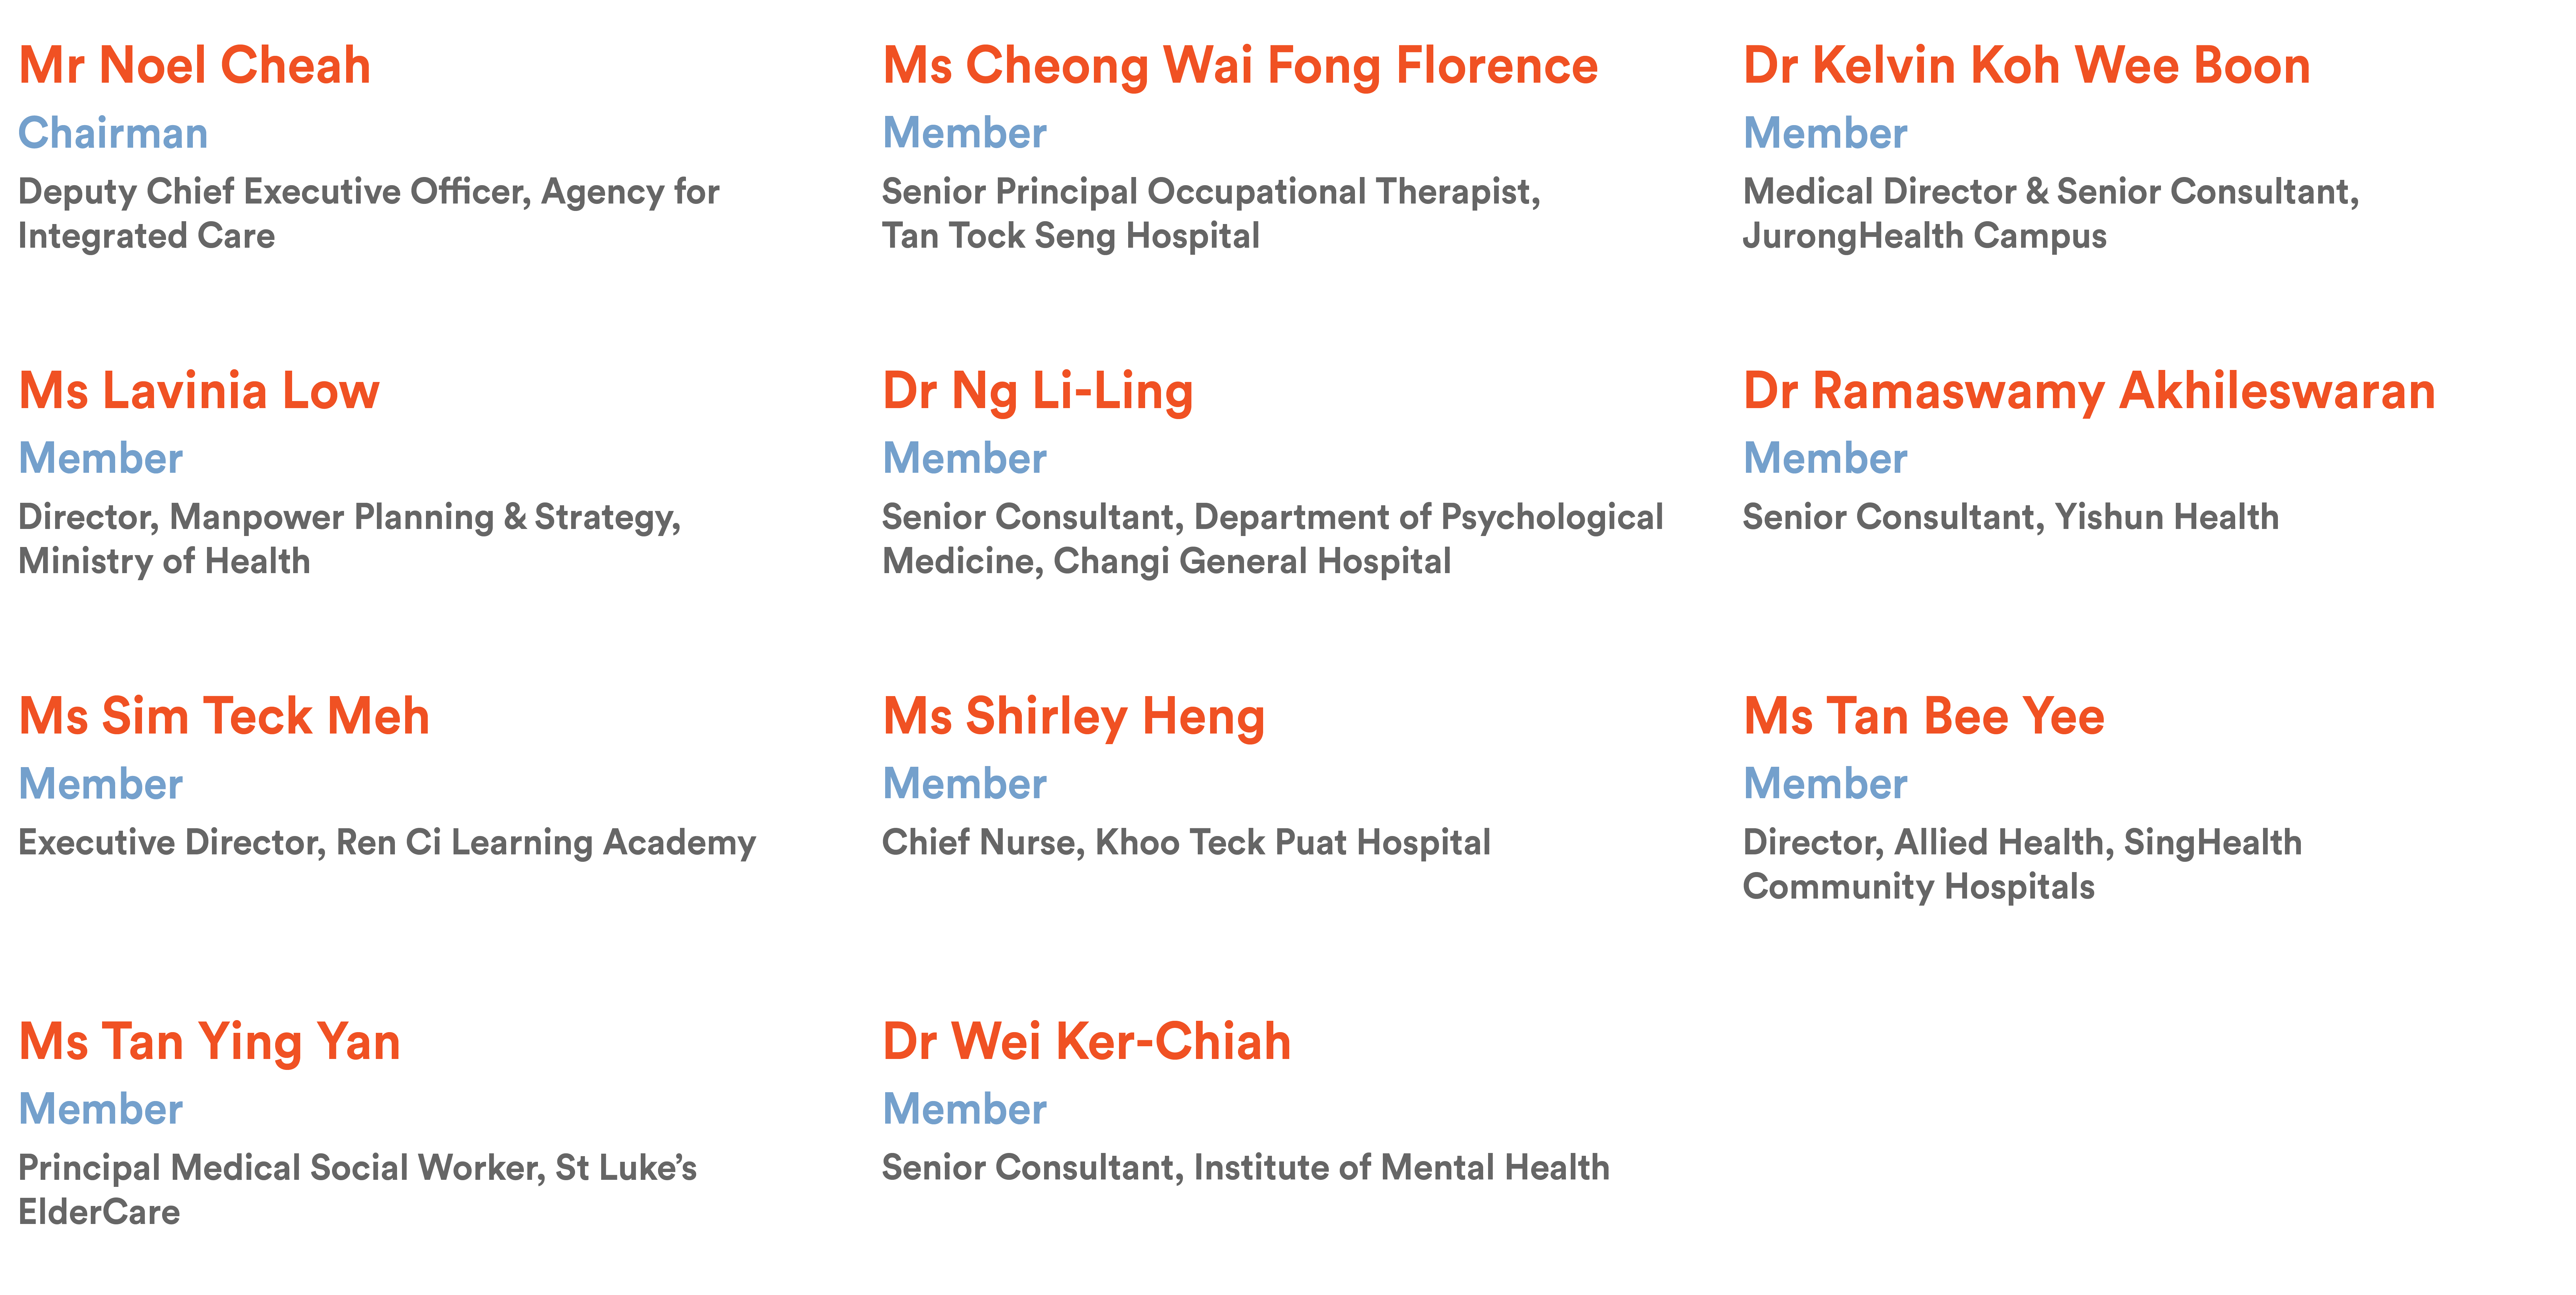 Mr Noel Cheah
Chairman
Deputy Chief Executive Officer, Agency for
Integrated Care
Ms Cheong Wai Fong Florence
Member
Senior Principal Occupational Therapist,
Tan Tock Seng Hospital
Dr Kelvin Koh Wee Boon
Member
Medical Director & Senior Consultant,
JurongHealth Campus
Ms Lavinia Low
Member
Director, Manpower Planning & Strategy,
Ministry of Health
Dr Ng Li-Ling
Member
Senior Consultant, Department of Psychological
Medicine, Changi General Hospital
Dr Ramaswamy Akhileswaran
Member
Senior Consultant, Yishun Health
Ms Sim Teck Meh
Member
Executive Director, Ren Ci Learning Academy
Ms Shirley Heng
Member
Chief Nurse, Khoo Teck Puat Hospital
Ms Tan Bee Yee
Member
Director, Allied Health, SingHealth
Community Hospitals
Ms Tan Ying Yan
Member
Principal Medical Social Worker, St Luke’s
ElderCare
Dr Wei Ker-Chiah
Member
Senior Consultant, Institute of Mental Health